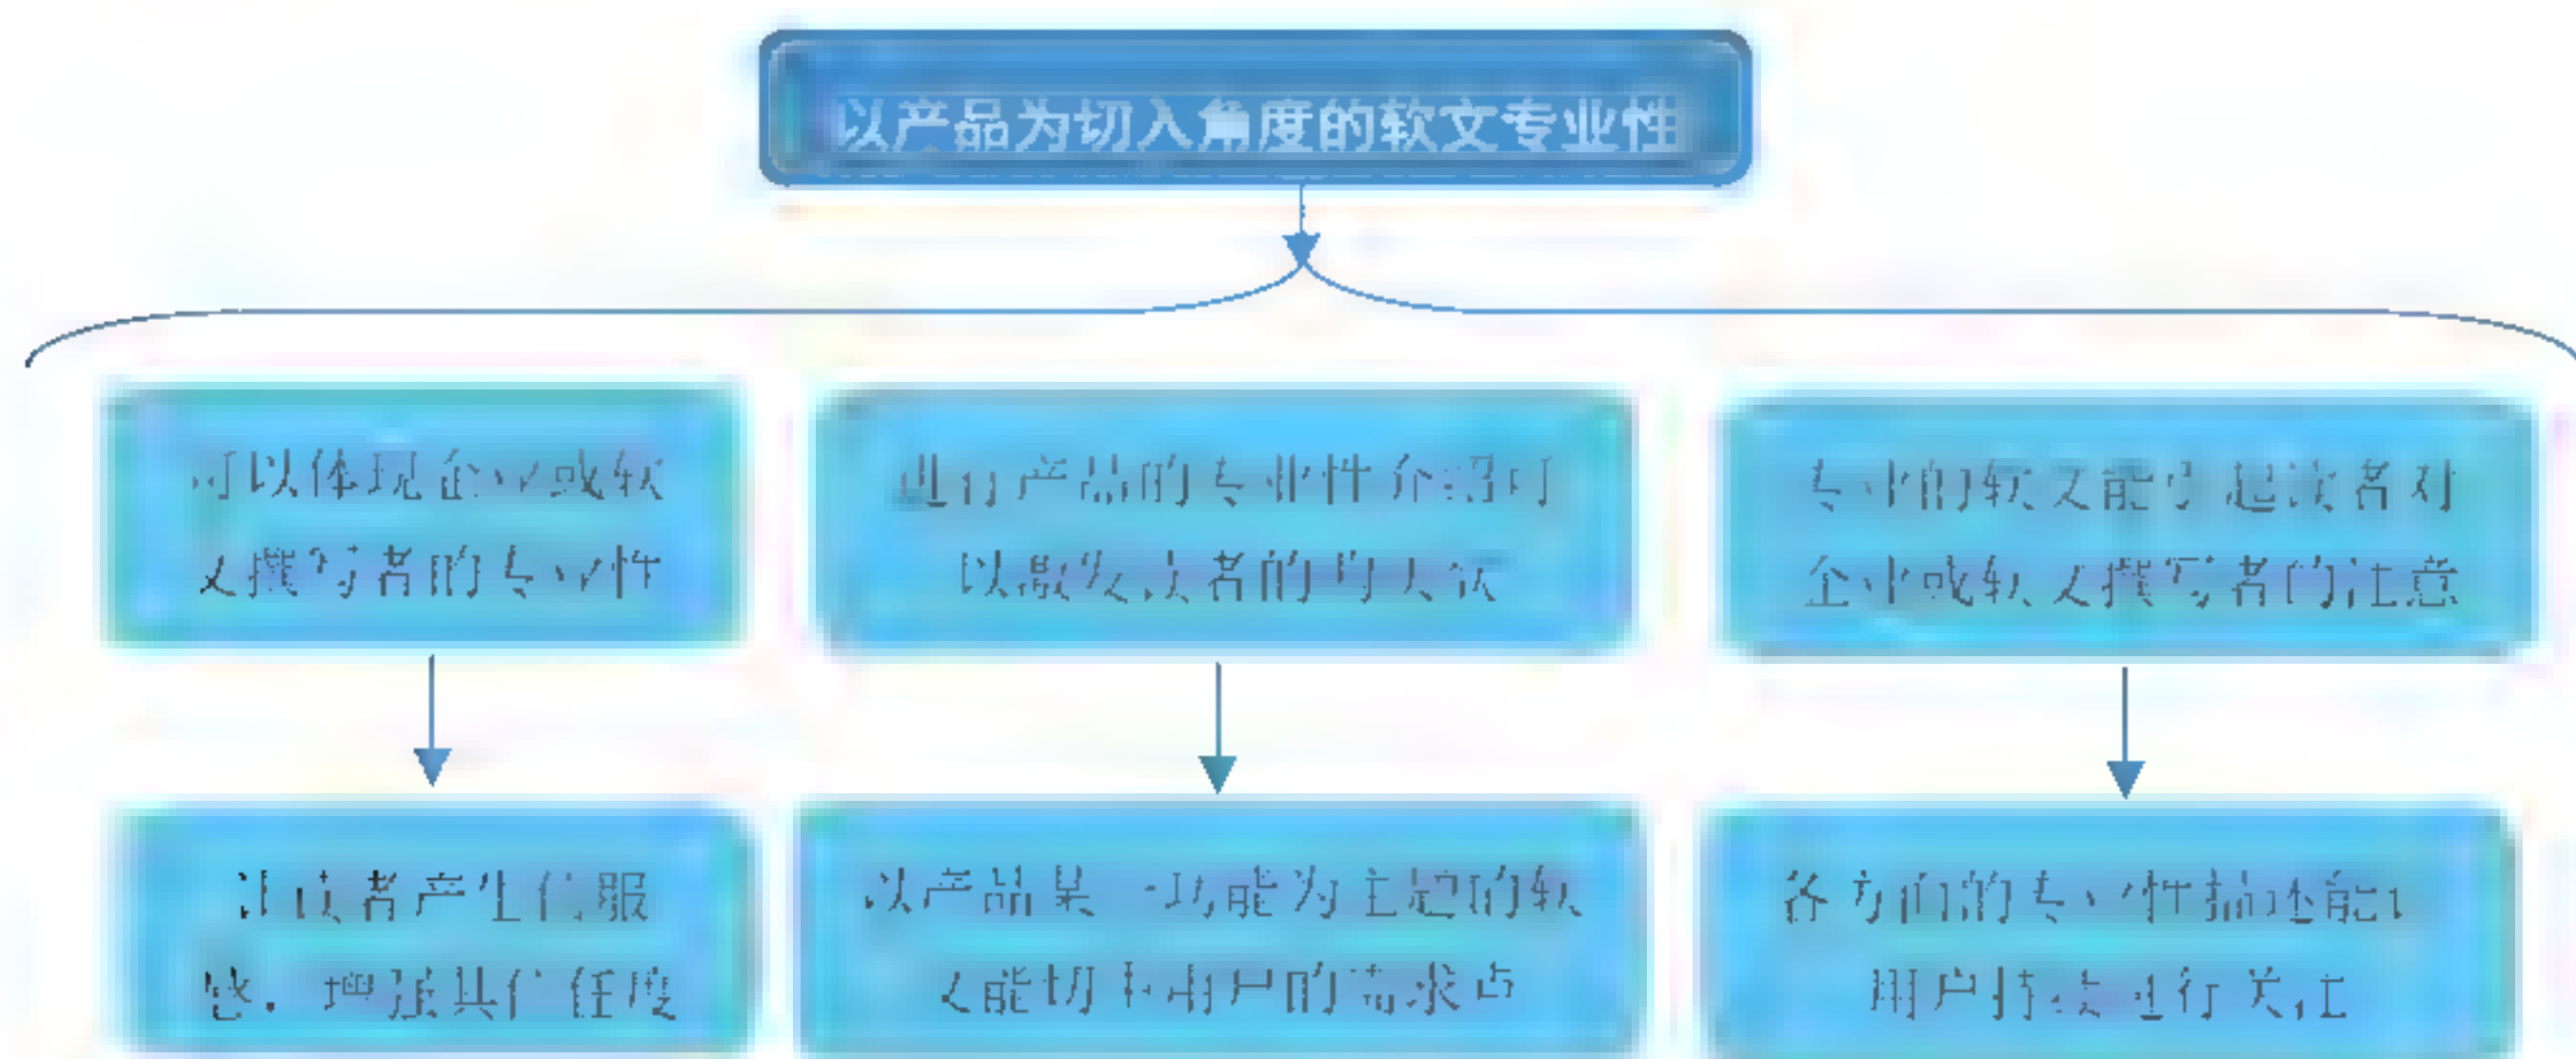 以产品为切入角度的软文专业性
可以体现企业或软
文撰写者的专业性
进行产品的专业性介绍可
以激发读者的购买欲
专业的软文能引起读者对
企业或软文撰写者的注意
让读者产生信服
感，增强其信任度
以产品某一功能为主题的软
文能切中用户的需求点
各方面的专业性描述能让
用户持续进行关注